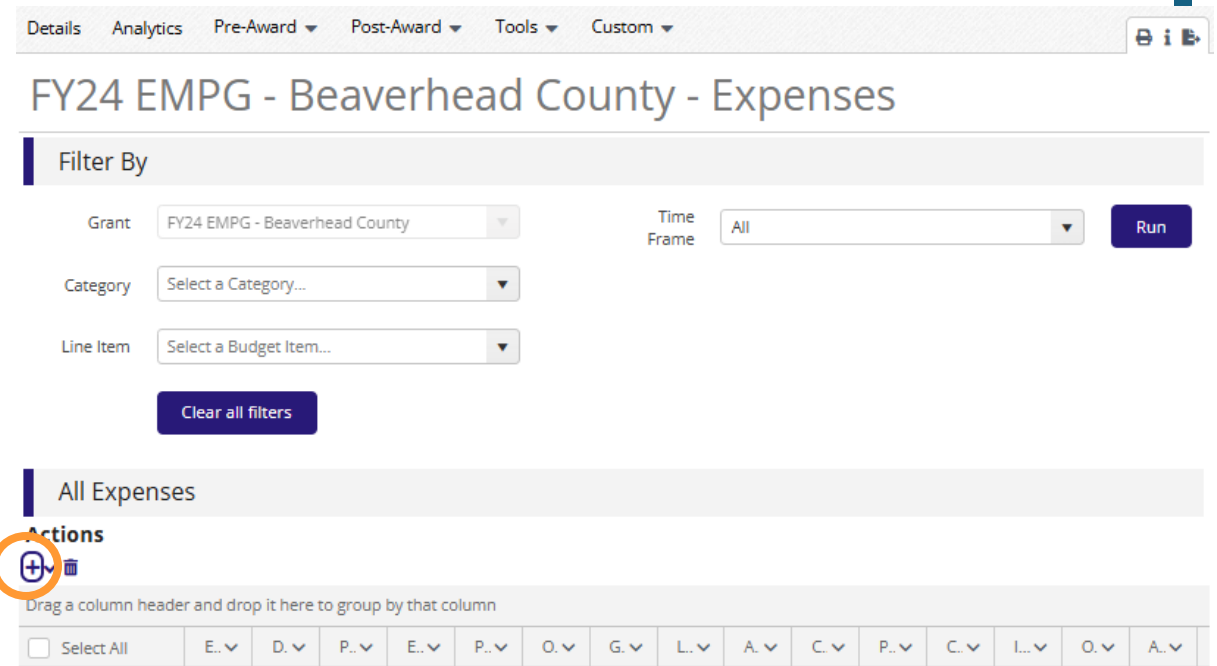 Details Analytics Pre-Award Post-Award Tools Custom
FY24 EMPG - Beaverhead County - Expenses
Filter By
Grant FY24 EMPG - Beaverhead County Time Frame All Run
Category Select a Category...
Line Item Select a Budget Item...
Clear all filters
All Expenses
Actions
Drag a column header and drop it here to group by that column
Select All E.. D. P.. E.. P.. O. G. L.. A. C. P.. C. I... O. A..